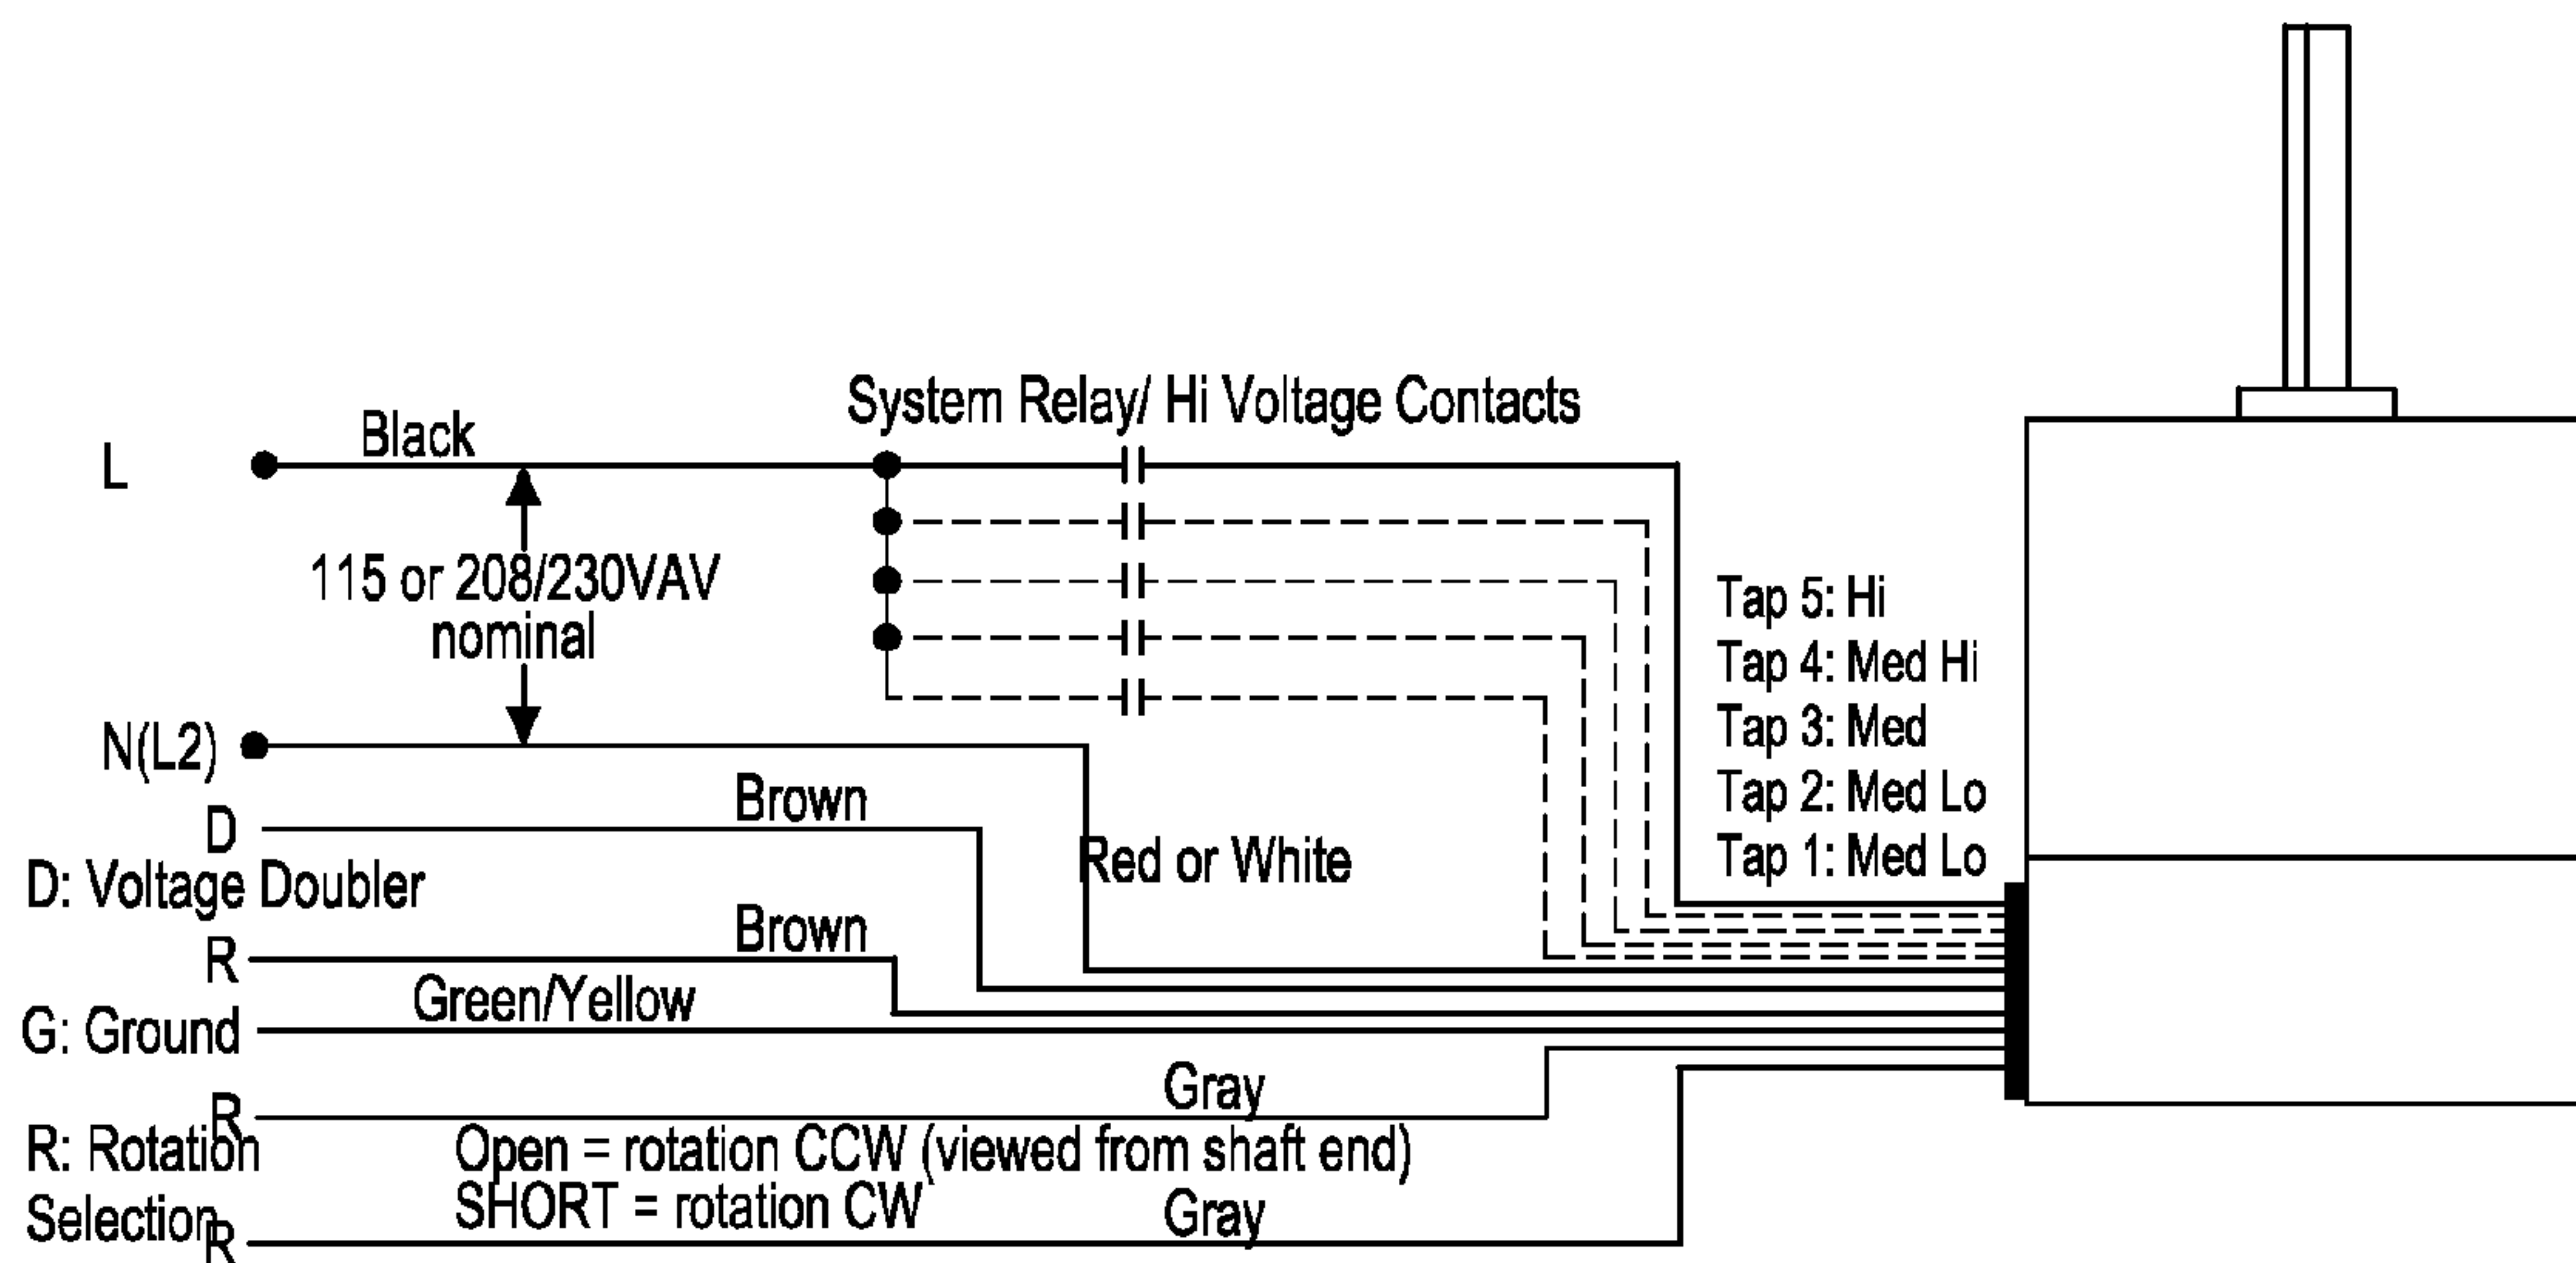 System Relay/ Hi Voltage Contacts
Black
L
115 or 208/230VAV
nominal
Tap 5: Hi
Tap 4: Med Hi
Tap 3: Med
Tap 2: Med Lo
Tap 1: Med Lo
N(L2)
Brown
D
Red or White
D: Voltage Doubler
Brown
R
Green/Yellow
G: Ground
Gray
R
R: Rotation
Selection
Open = rotation CCW (viewed from shaft end)
SHORT = rotation CW
Gray
R